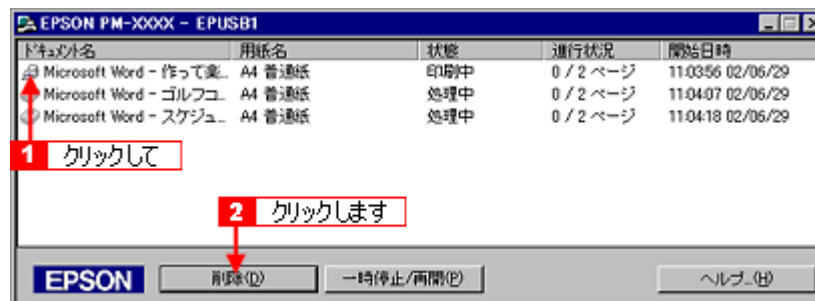 EPSON PM-XXXX - EPUSB1
ドキュメント名 用紙名 状態 進行状況 開始日時
Microsoft Word - 作って楽... A4 普通紙 印刷中 0 / 2 ページ 11:03:56 02/06/29
Microsoft Word - ゴルフコ... A4 普通紙 処理中 0 / 2 ページ 11:04:07 02/06/29
Microsoft Word - スケジュ... A4 普通紙 処理中 0 / 2 ページ 11:04:18 02/06/29
1 クリックして
2 クリックします
EPSON 削除(D) 一時停止/再開(P) ヘルプ...(H)